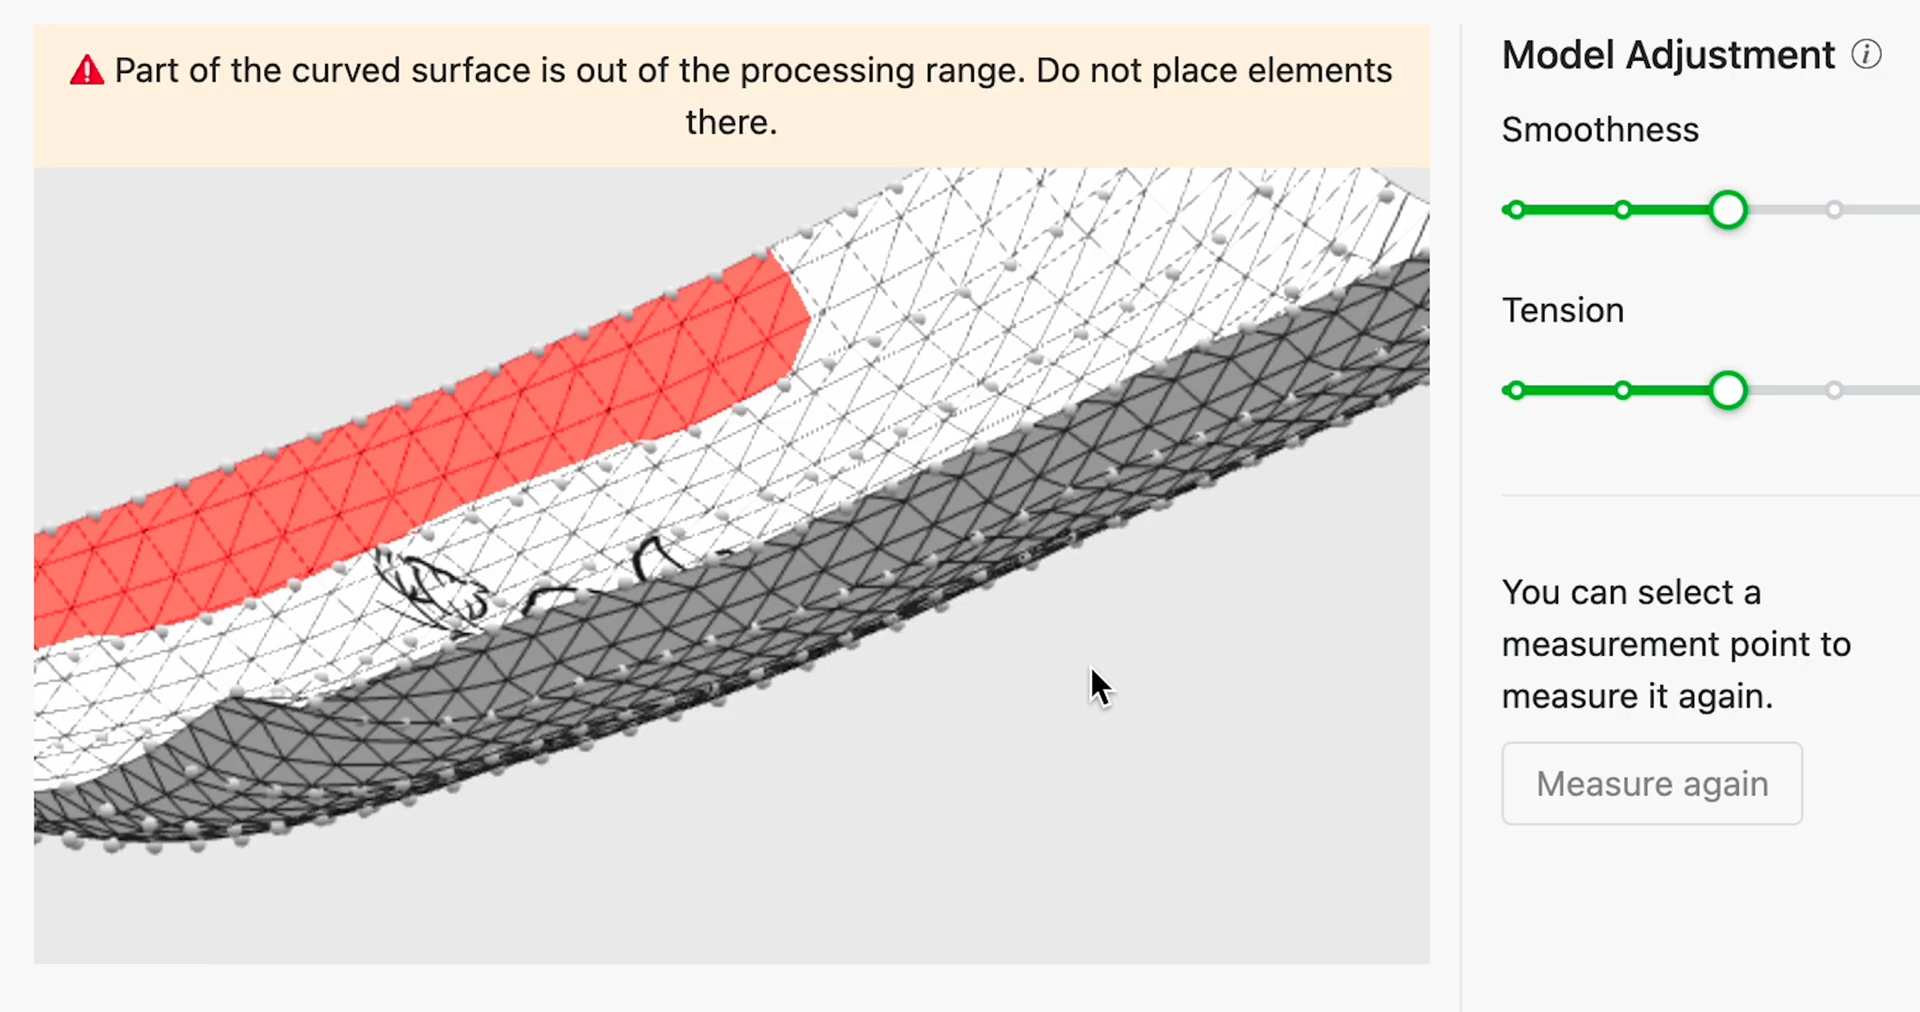 Part of the curved surface is out of the processing range. Do not place elements
there.
Model Adjustment
Smoothness
Tension
You can select a
measurement point to
measure it again.
Measure again